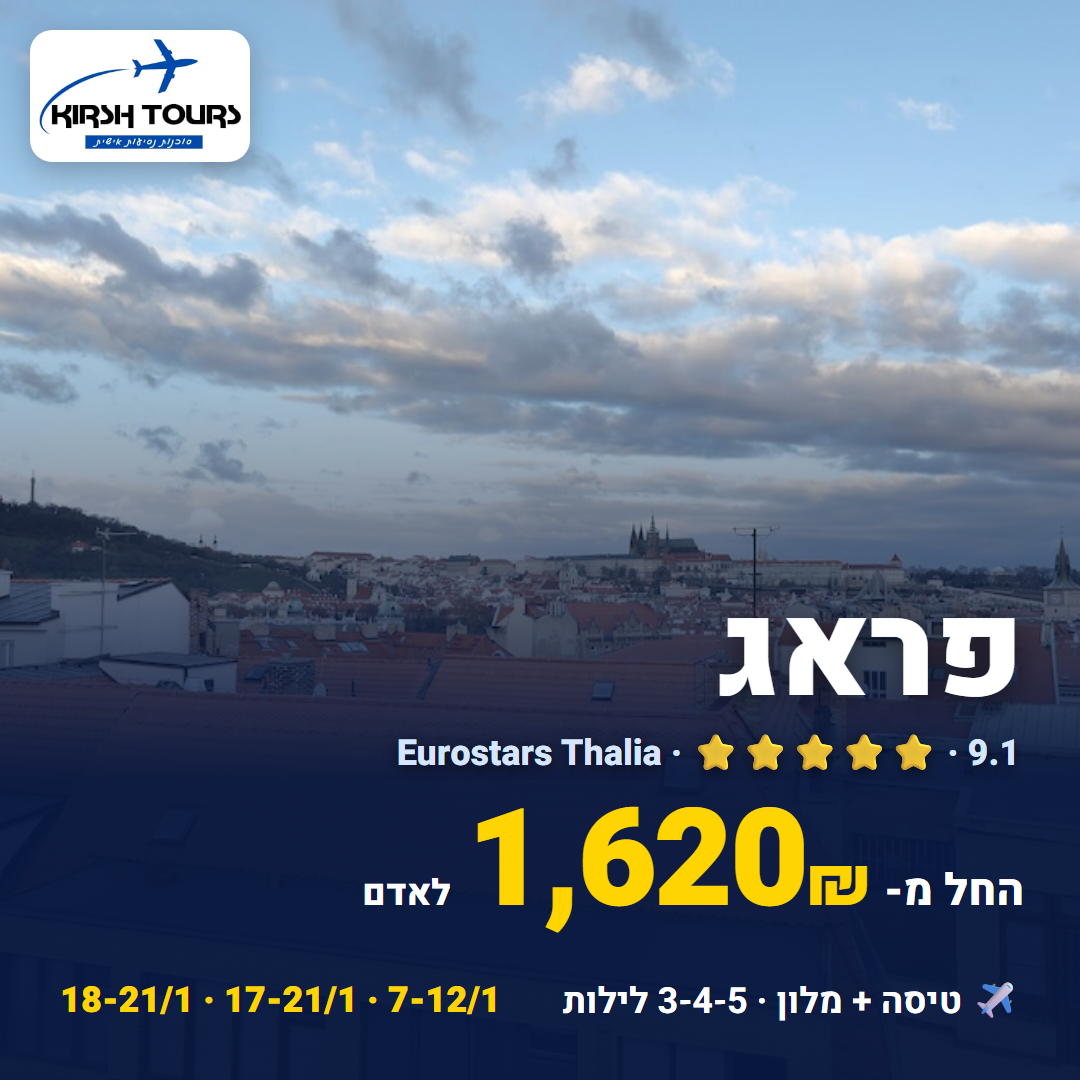 KIRSH TOURS
סוכנות נסיעות אישית
פראג
Eurostars Thalia · ⭐⭐⭐⭐⭐ · 9.1
החל מ- ₪1,620 לאדם
✈️ טיסה + מלון · 3-4-5 לילות 7-12/1 · 17-21/1 · 18-21/1